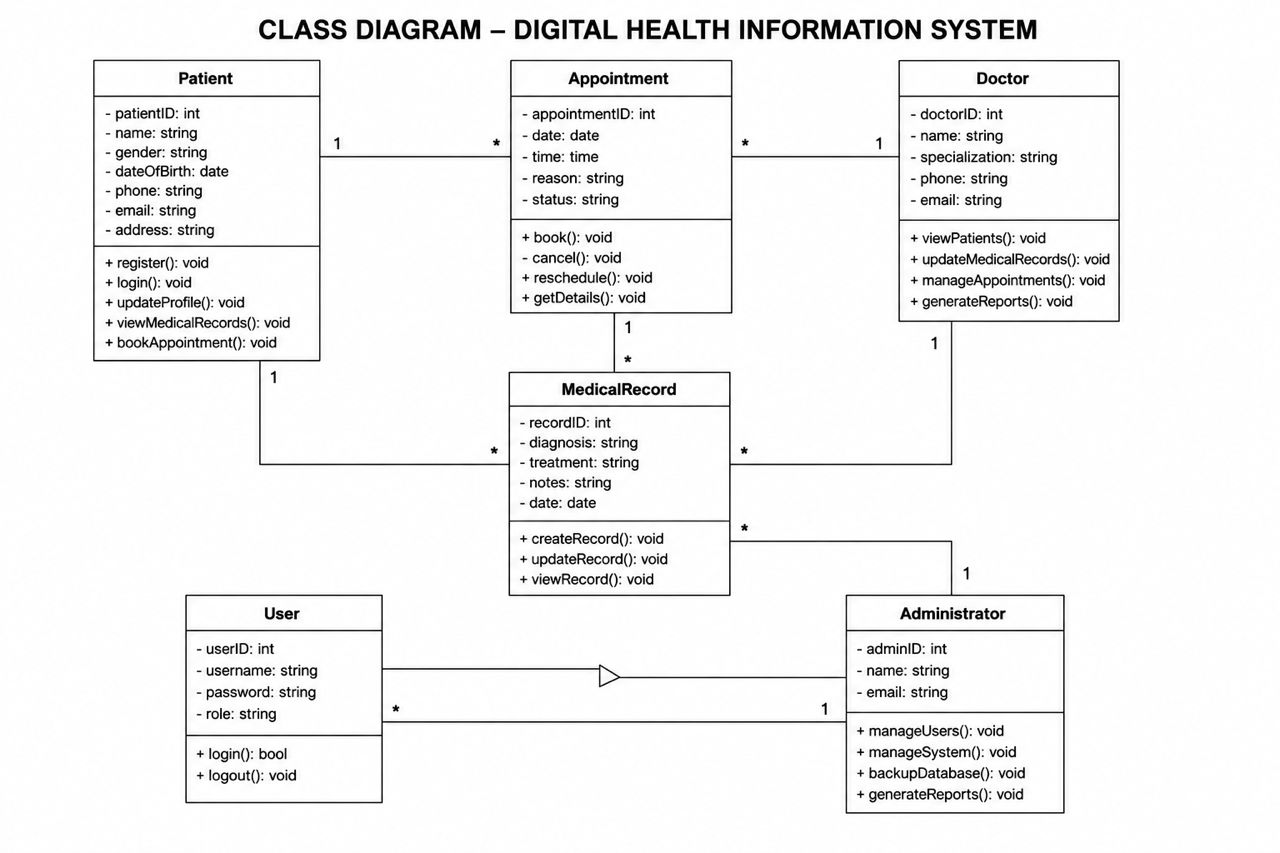 CLASS DIAGRAM – DIGITAL HEALTH INFORMATION SYSTEM
Patient
- patientID: int
- name: string
- gender: string
- dateOfBirth: date
- phone: string
- email: string
- address: string
+ register(): void
+ login(): void
+ updateProfile(): void
+ viewMedicalRecords(): void
+ bookAppointment(): void
1
*
Appointment
- appointmentID: int
- date: date
- time: time
- reason: string
- status: string
+ book(): void
- cancel(): void
+ reschedule(): void
+ getDetails(): void
*
1
Doctor
- doctorID: int
- name: string
- specialization: string
- phone: string
- email: string
+ viewPatients(): void
+ updateMedicalRecords(): void
+ manageAppointments(): void
+ generateReports(): void
1
*
1
*
1
*
MedicalRecord
- recordID: int
- diagnosis: string
- treatment: string
- notes: string
- date: date
+ createRecord(): void
+ updateRecord(): void
+ viewRecord(): void
*
1
User
- userID: int
- username: string
- password: string
- role: string
+ login(): bool
+ logout(): void
*
1
Administrator
- adminID: int
- name: string
- email: string
+ manageUsers(): void
+ manageSystem(): void
+ backupDatabase(): void
+ generateReports(): void